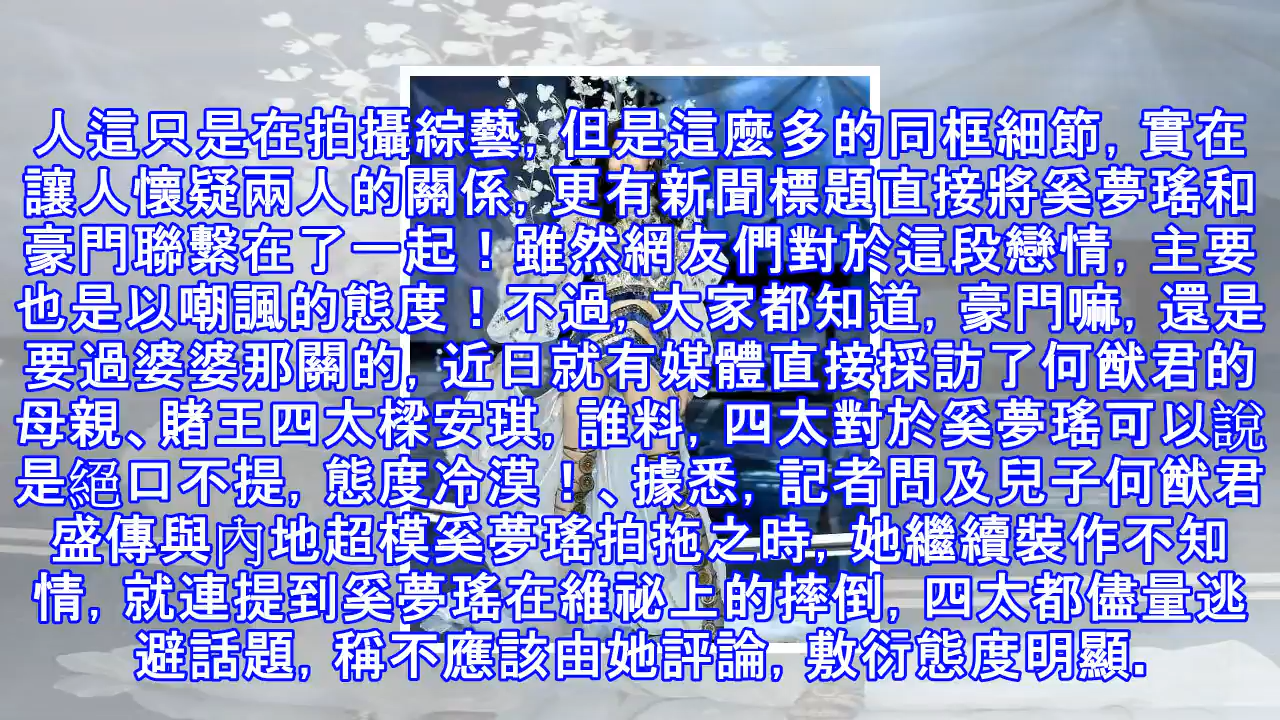 人這只是在拍攝綜藝, 但是這麼多的同框細節, 實在
讓人懷疑兩人的關係, 更有新聞標題直接將奚夢瑤和
豪門聯繫在了一起！雖然網友們對於這段戀情, 主要
也是以嘲諷的態度！不過, 大家都知道, 豪門嘛, 還是
要過婆婆那關的, 近日就有媒體直接採訪了何猷君的
母親、賭王四太樑安琪, 誰料, 四太對於奚夢瑤可以說
是絕口不提, 態度冷漠！、據悉, 記者問及兒子何猷君
盛傳與內地超模奚夢瑤拍拖之時, 她繼續裝作不知
情, 就連提到奚夢瑤在維祕上的摔倒, 四太都儘量逃
避話題, 稱不應該由她評論, 敷衍態度明顯.